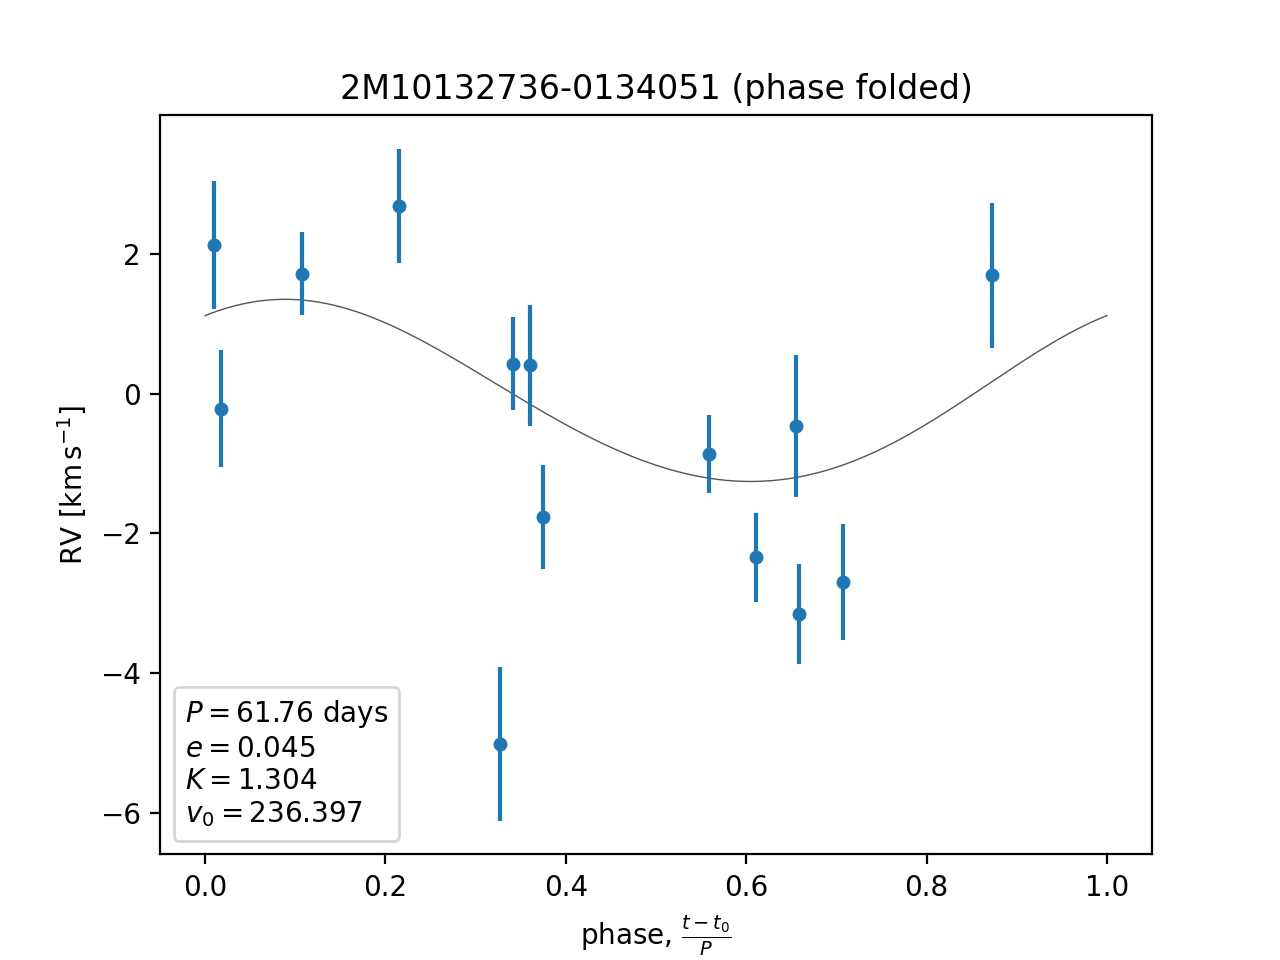 2M10132736-0134051 (phase folded)
RV [km s⁻¹]
2
0
−2
−4
−6
P = 61.76 days
e = 0.045
K = 1.304
v₀ = 236.397
0.0 0.2 0.4 0.6 0.8 1.0
phase, (t − t₀)/P